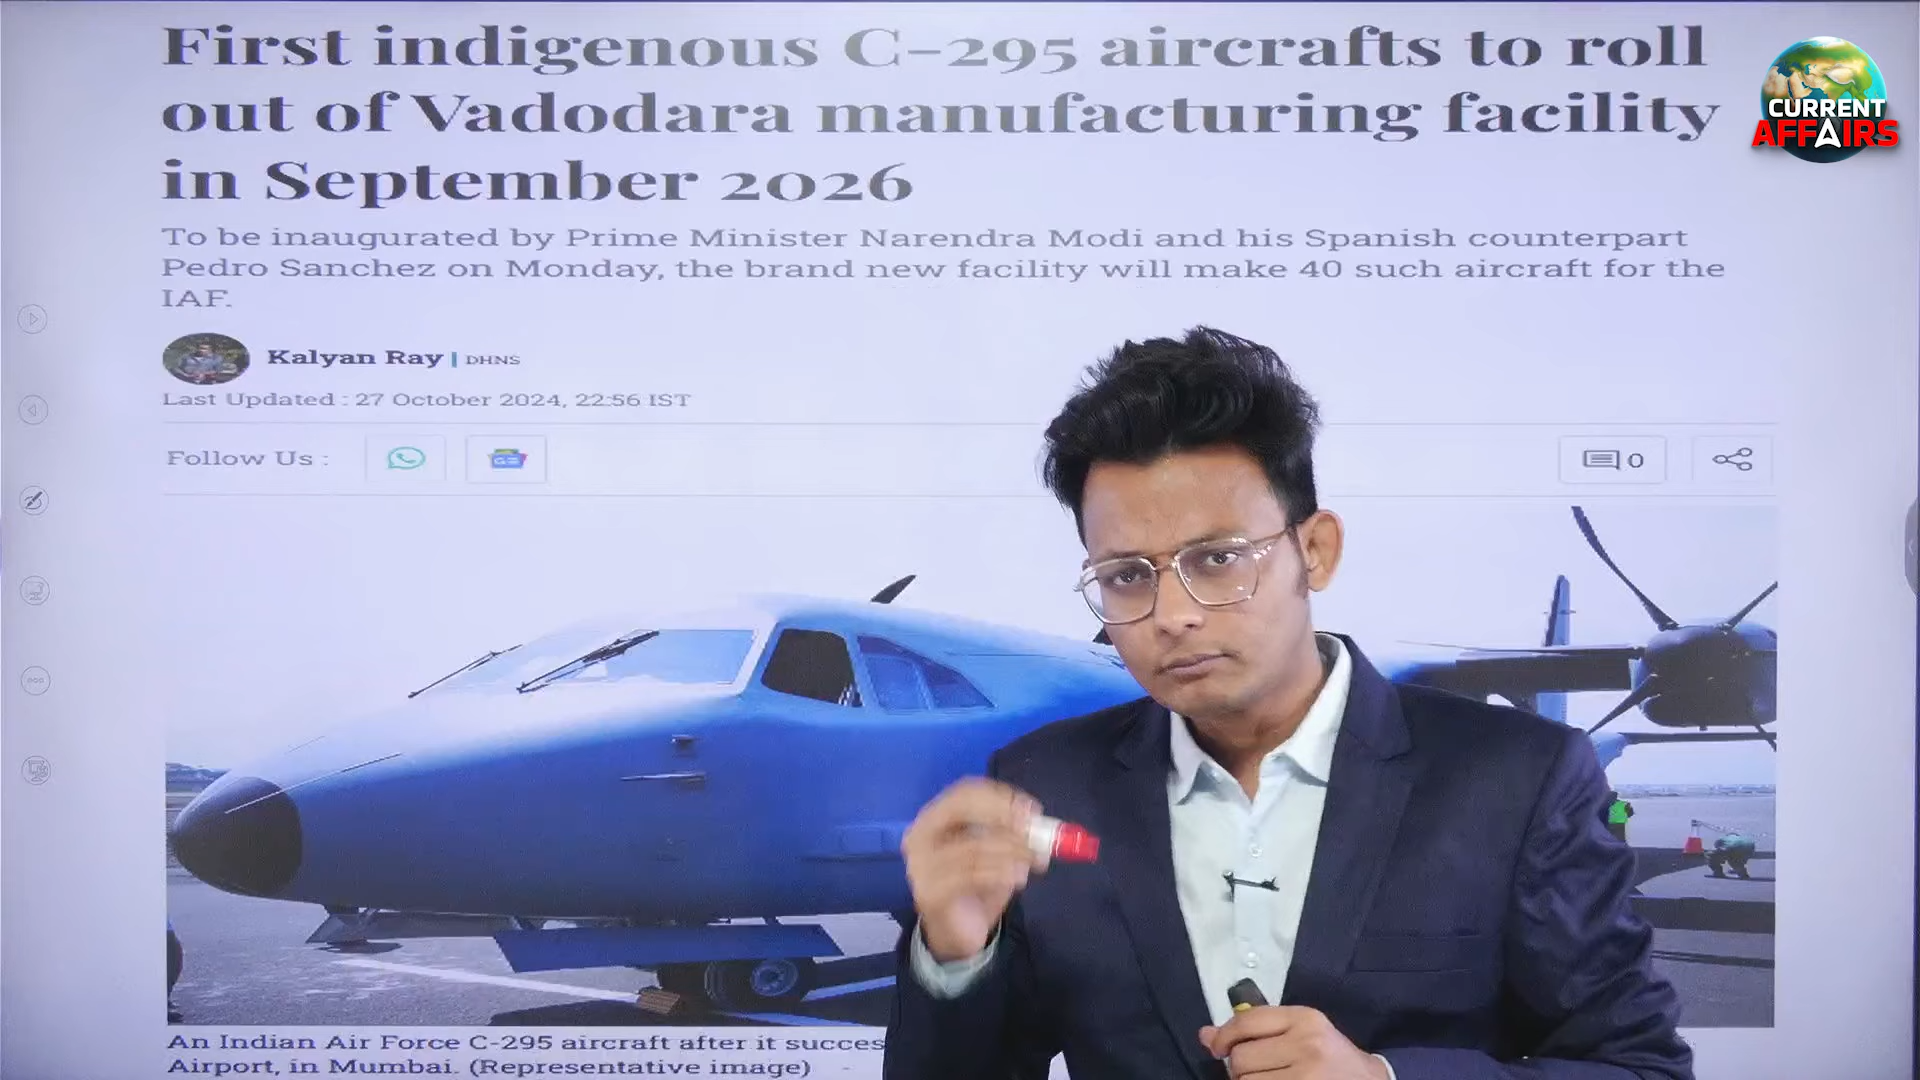 First indigenous C-295 aircrafts to roll
out of Vadodara manufacturing facility
in September 2026
To be inaugurated by Prime Minister Narendra Modi and his Spanish counterpart
Pedro Sanchez on Monday, the brand new facility will make 40 such aircraft for the
IAF.
Kalyan Ray | DHNS
Last Updated : 27 October 2024, 22:56 IST
Follow Us :
0
An Indian Air Force C-295 aircraft after it succes
Airport, in Mumbai. (Representative image)
CURRENT
AFFAIRS